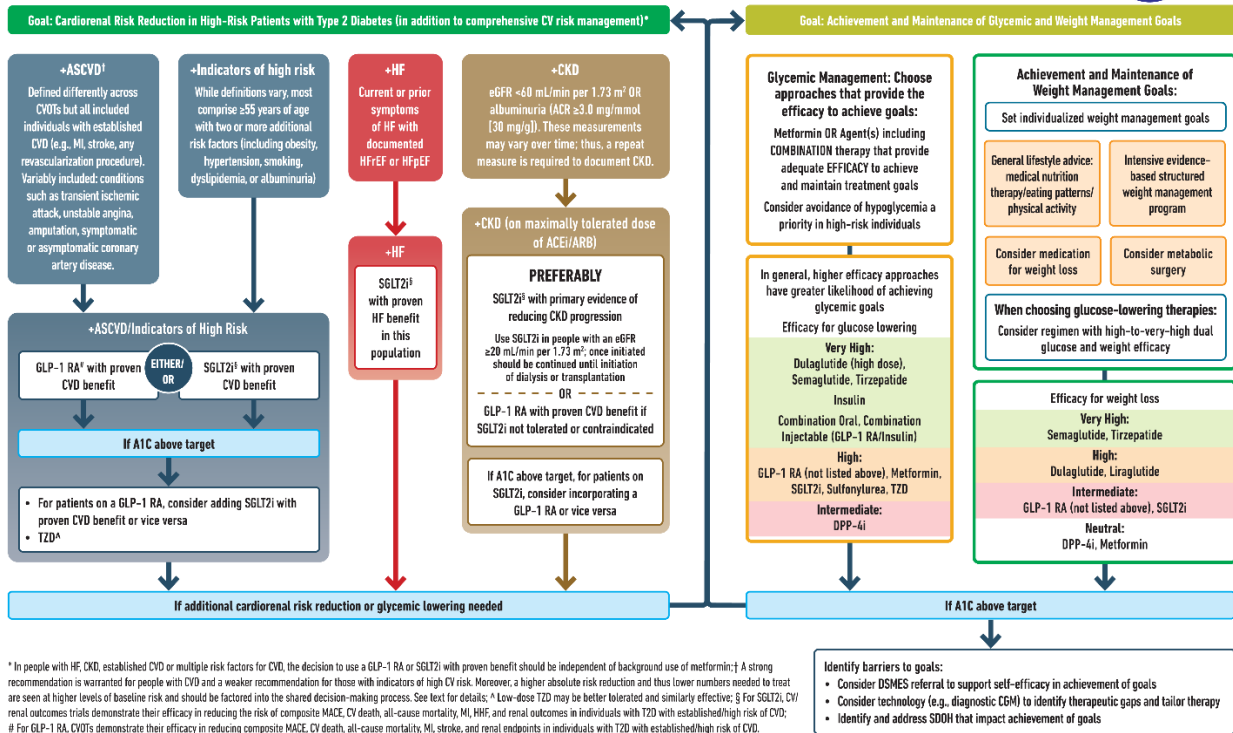 Goal: Cardiorenal Risk Reduction in High-Risk Patients with Type 2 Diabetes (in addition to comprehensive CV risk management)*
Goal: Achievement and Maintenance of Glycemic and Weight Management Goals
+ASCVD†
Defined differently across
CVOTs but all included
individuals with established
CVD (e.g., MI, stroke, any
revascularization procedure).
Variably included: conditions
such as transient ischemic
attack, unstable angina,
amputation, symptomatic
or asymptomatic coronary
artery disease.
+Indicators of high risk
While definitions vary, most
comprise ≥55 years of age
with two or more additional
risk factors (including obesity,
hypertension, smoking,
dyslipidemia, or albuminuria)
+ASCVD/Indicators of High Risk
GLP-1 RA# with proven
CVD benefit
EITHER/
OR
SGLT2i§ with proven
CVD benefit
If A1C above target
• For patients on a GLP-1 RA, consider adding SGLT2i with
proven CVD benefit or vice versa
• TZD^
+HF
Current or prior
symptoms
of HF with
documented
HFrEF or HFpEF
+HF
SGLT2i§
with proven
HF benefit
in this
population
+CKD
eGFR <60 mL/min per 1.73 m² OR
albuminuria (ACR ≥3.0 mg/mmol
[30 mg/g]). These measurements
may vary over time; thus, a repeat
measure is required to document CKD.
+CKD (on maximally tolerated dose
of ACEi/ARB)
PREFERABLY
SGLT2i§ with primary evidence of
reducing CKD progression
Use SGLT2i in people with an eGFR
≥20 mL/min per 1.73 m²; once initiated
should be continued until initiation
of dialysis or transplantation
OR
GLP-1 RA with proven CVD benefit if
SGLT2i not tolerated or contraindicated
If A1C above target, for patients on
SGLT2i, consider incorporating a
GLP-1 RA or vice versa
If additional cardiorenal risk reduction or glycemic lowering needed
Glycemic Management: Choose
approaches that provide the
efficacy to achieve goals:
Metformin OR Agent(s) including
COMBINATION therapy that provide
adequate EFFICACY to achieve
and maintain treatment goals
Consider avoidance of hypoglycemia a
priority in high-risk individuals
In general, higher efficacy approaches
have greater likelihood of achieving
glycemic goals
Efficacy for glucose lowering
Very High:
Dulaglutide (high dose),
Semaglutide, Tirzepatide
Insulin
Combination Oral, Combination
Injectable (GLP-1 RA/Insulin)
High:
GLP-1 RA (not listed above), Metformin,
SGLT2i, Sulfonylurea, TZD
Intermediate:
DPP-4i
Achievement and Maintenance of
Weight Management Goals:
Set individualized weight management goals
General lifestyle advice:
medical nutrition
therapy/eating patterns/
physical activity
Intensive evidence-
based structured
weight management
program
Consider medication
for weight loss
Consider metabolic
surgery
When choosing glucose-lowering therapies:
Consider regimen with high-to-very-high dual
glucose and weight efficacy
Efficacy for weight loss
Very High:
Semaglutide, Tirzepatide
High:
Dulaglutide, Liraglutide
Intermediate:
GLP-1 RA (not listed above), SGLT2i
Neutral:
DPP-4i, Metformin
If A1C above target
Identify barriers to goals:
• Consider DSMES referral to support self-efficacy in achievement of goals
• Consider technology (e.g., diagnostic CGM) to identify therapeutic gaps and tailor therapy
• Identify and address SDOH that impact achievement of goals
* In people with HF, CKD, established CVD or multiple risk factors for CVD, the decision to use a GLP-1 RA or SGLT2i with proven benefit should be independent of background use of metformin;† A strong
recommendation is warranted for people with CVD and a weaker recommendation for those with indicators of high CV risk. Moreover, a higher absolute risk reduction and thus lower numbers needed to treat
are seen at higher levels of baseline risk and should be factored into the shared decision-making process. See text for details; ^ Low-dose TZD may be better tolerated and similarly effective; § For SGLT2i, CV/
renal outcomes trials demonstrate their efficacy in reducing the risk of composite MACE, CV death, all-cause mortality, MI, HHF, and renal outcomes in individuals with T2D with established/high risk of CVD;
# For GLP-1 RA, CVOTs demonstrate their efficacy in reducing composite MACE, CV death, all-cause mortality, MI, stroke, and renal endpoints in individuals with T2D with established/high risk of CVD.